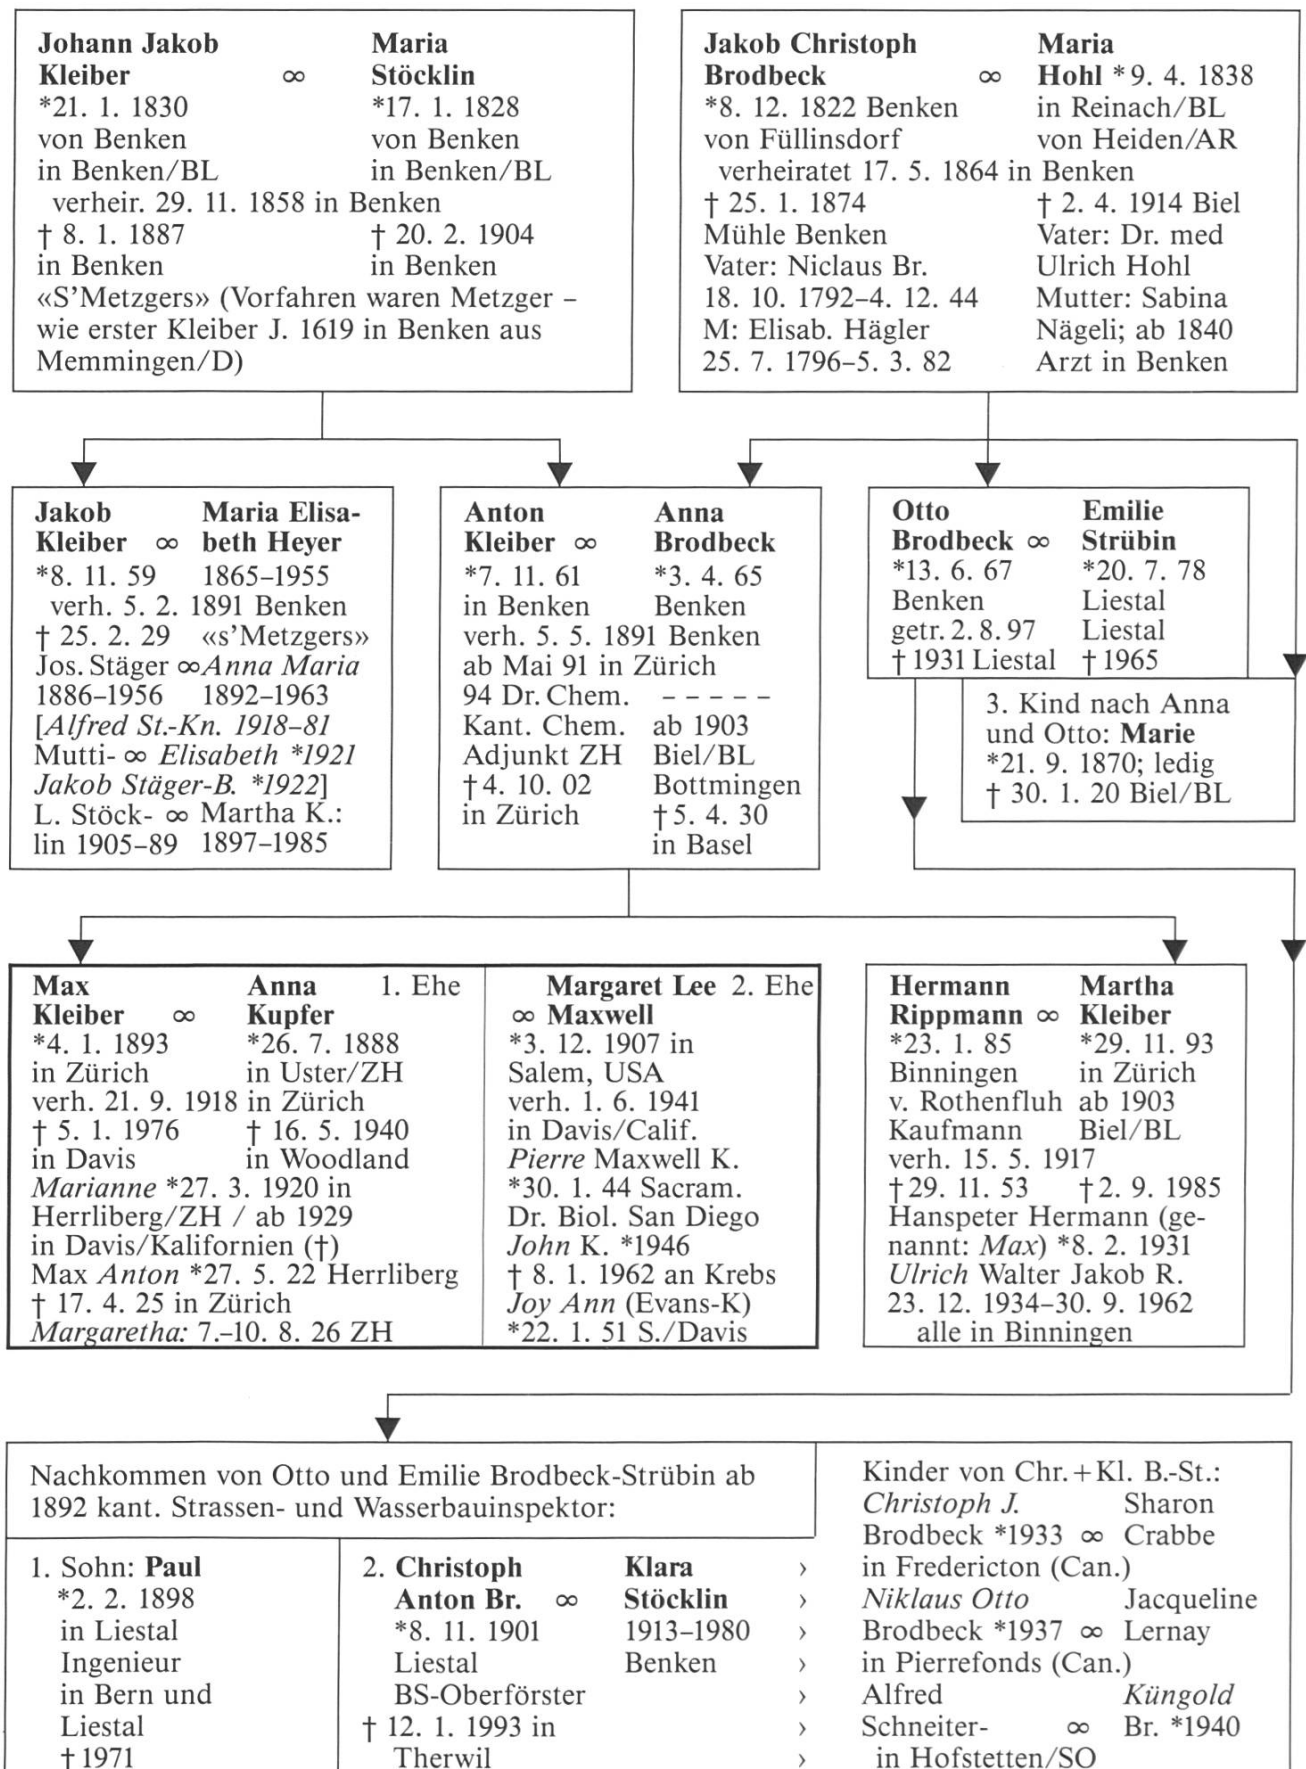 Johann Jakob Maria
Kleiber ∞ Stöcklin
*21. 1. 1830 *17. 1. 1828
von Benken von Benken
in Benken/BL in Benken/BL
verheir. 29. 11. 1858 in Benken
† 8. 1. 1887 † 20. 2. 1904
in Benken in Benken
«S'Metzgers» (Vorfahren waren Metzger –
wie erster Kleiber J. 1619 in Benken aus
Memmingen/D)
Jakob Christoph Maria
Brodbeck ∞ Hohl *9. 4. 1838
*8. 12. 1822 Benken in Reinach/BL
von Füllinsdorf von Heiden/AR
verheiratet 17. 5. 1864 in Benken
† 25. 1. 1874 † 2. 4. 1914 Biel
Mühle Benken Vater: Dr. med
Vater: Niclaus Br. Ulrich Hohl
18. 10. 1792–4. 12. 44 Mutter: Sabina
M: Elisab. Hägler Nägeli; ab 1840
25. 7. 1796–5. 3. 82 Arzt in Benken
Jakob Maria Elisa-
Kleiber ∞ beth Heyer
*8. 11. 59 1865–1955
verh. 5. 2. 1891 Benken
† 25. 2. 29 «s'Metzgers»
Jos. Stäger ∞ Anna Maria
1886–1956 1892–1963
[Alfred St.-Kn. 1918–81
Mutti- ∞ Elisabeth *1921
Jakob Stäger-B. *1922]
L. Stöck- ∞ Martha K.:
lin 1905–89 1897–1985
Anton Anna
Kleiber ∞ Brodbeck
*7. 11. 61 *3. 4. 65
in Benken Benken
verh. 5. 5. 1891 Benken
ab Mai 91 in Zürich
94 Dr. Chem. – – – – –
Kant. Chem. ab 1903
Adjunkt ZH Biel/BL
† 4. 10. 02 Bottmingen
in Zürich † 5. 4. 30
in Basel
Otto Emilie
Brodbeck ∞ Strübin
*13. 6. 67 *20. 7. 78
Benken Liestal
getr. 2. 8. 97 Liestal
† 1931 Liestal † 1965
3. Kind nach Anna
und Otto: Marie
*21. 9. 1870; ledig
† 30. 1. 20 Biel/BL
Max Anna 1. Ehe
Kleiber ∞ Kupfer
*4. 1. 1893 *26. 7. 1888
in Zürich in Uster/ZH
verh. 21. 9. 1918 in Zürich
† 5. 1. 1976 † 16. 5. 1940
in Davis in Woodland
Marianne *27. 3. 1920 in
Herrliberg/ZH / ab 1929
in Davis/Kalifornien (†)
Max Anton *27. 5. 22 Herrliberg
† 17. 4. 25 in Zürich
Margaretha: 7.–10. 8. 26 ZH
Margaret Lee 2. Ehe
∞ Maxwell
*3. 12. 1907 in
Salem, USA
verh. 1. 6. 1941
in Davis/Calif.
Pierre Maxwell K.
*30. 1. 44 Sacram.
Dr. Biol. San Diego
John K. *1946
† 8. 1. 1962 an Krebs
Joy Ann (Evans-K)
*22. 1. 51 S./Davis
Hermann Martha
Rippmann ∞ Kleiber
*23. 1. 85 *29. 11. 93
Binningen in Zürich
v. Rothenfluh ab 1903
Kaufmann Biel/BL
verh. 15. 5. 1917
† 29. 11. 53 † 2. 9. 1985
Hanspeter Hermann (ge-
nannt: Max) *8. 2. 1931
Ulrich Walter Jakob R.
23. 12. 1934–30. 9. 1962
alle in Binningen
Nachkommen von Otto und Emilie Brodbeck-Strübin ab
1892 kant. Strassen- und Wasserbauinspektor:
1. Sohn: Paul
*2. 2. 1898
in Liestal
Ingenieur
in Bern und
Liestal
† 1971
2. Christoph Klara ›
Anton Br. ∞ Stöcklin ›
*8. 11. 1901 1913–1980 ›
Liestal Benken ›
BS-Oberförster ›
† 12. 1. 1993 in ›
Therwil ›
Kinder von Chr.+Kl. B.-St.:
Christoph J. Sharon
Brodbeck *1933 ∞ Crabbe
in Fredericton (Can.)
Niklaus Otto Jacqueline
Brodbeck *1937 ∞ Lernay
in Pierrefonds (Can.)
Alfred Küngold
Schneiter- ∞ Br. *1940
in Hofstetten/SO